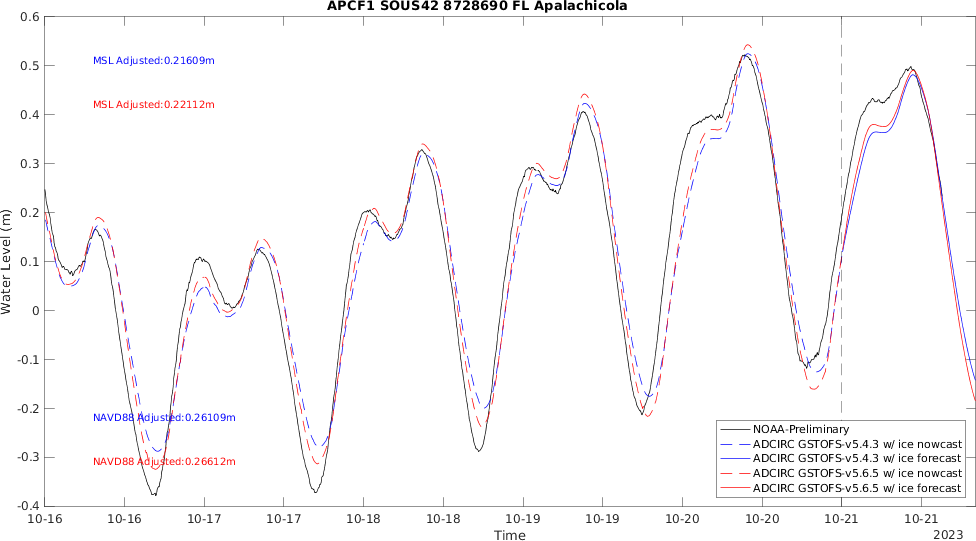 APCF1 SOUS42 8728690 FL Apalachicola
0.6
0.5
0.4
0.3
0.2
0.1
0
-0.1
-0.2
-0.3
-0.4
Water Level (m)
MSL Adjusted:0.21609m
MSL Adjusted:0.22112m
NAVD88 Adjusted:0.26109m
NAVD88 Adjusted:0.26612m
NOAA-Preliminary
ADCIRC GSTOFS-v5.4.3 w/ ice nowcast
ADCIRC GSTOFS-v5.4.3 w/ ice forecast
ADCIRC GSTOFS-v5.6.5 w/ ice nowcast
ADCIRC GSTOFS-v5.6.5 w/ ice forecast
10-16 10-16 10-17 10-17 10-18 10-18 10-19 10-19 10-20 10-20 10-21 10-21
Time
2023